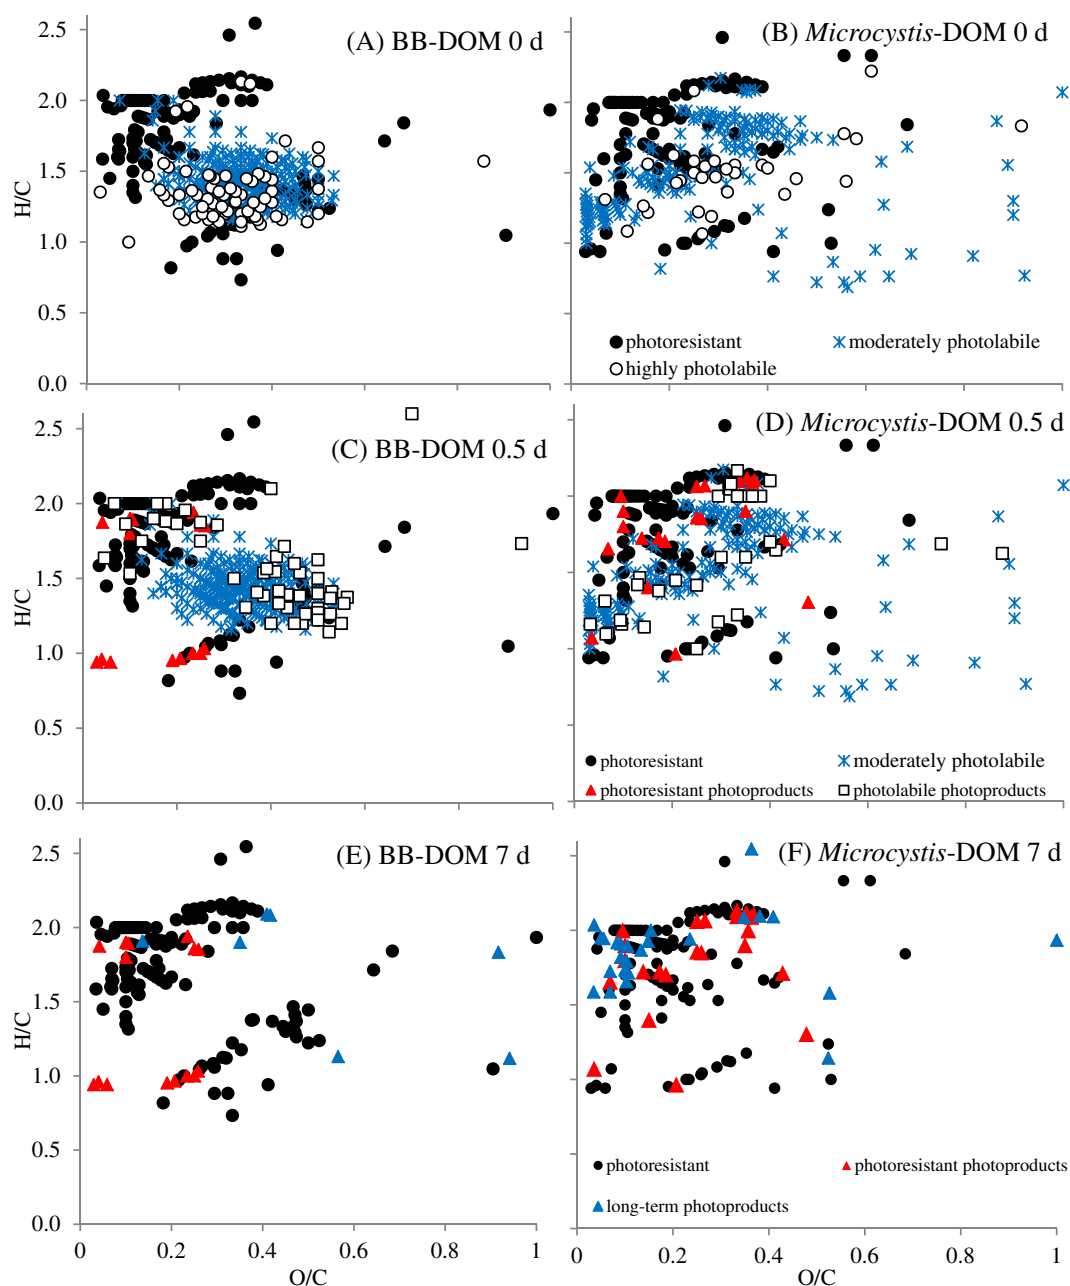 (A) BB-DOM 0 d
(B) Microcystis-DOM 0 d
2.5
2.0
1.5
1.0
0.5
0.0
H/C
photoresistant
moderately photolabile
highly photolabile
(C) BB-DOM 0.5 d
(D) Microcystis-DOM 0.5 d
2.5
2.0
1.5
1.0
0.5
0.0
H/C
photoresistant
moderately photolabile
photoresistant photoproducts
photolabile photoproducts
(E) BB-DOM 7 d
(F) Microcystis-DOM 7 d
2.5
2.0
1.5
1.0
0.5
0.0
H/C
photoresistant
photoresistant photoproducts
long-term photoproducts
0 0.2 0.4 0.6 0.8 1
0 0.2 0.4 0.6 0.8 1
O/C
O/C